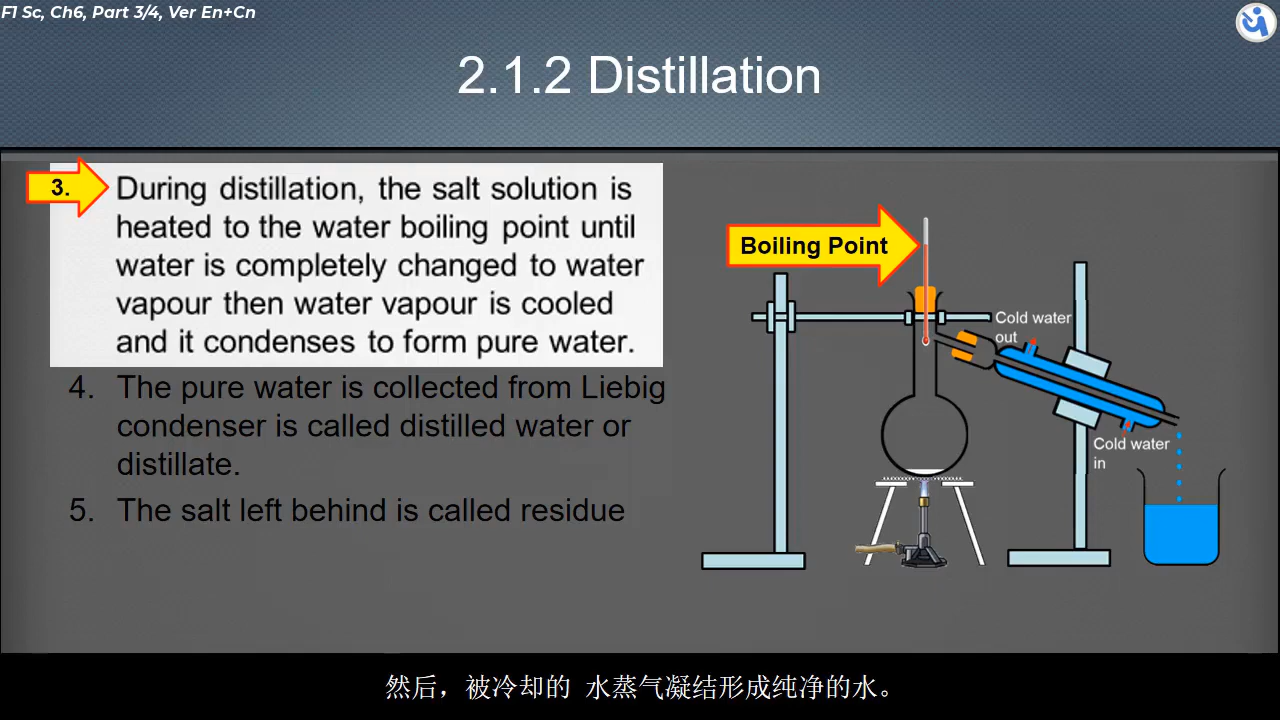 F1 Sc, Ch6, Part 3/4, Ver En+Cn
2.1.2 Distillation
3. During distillation, the salt solution is
heated to the water boiling point until
water is completely changed to water
vapour then water vapour is cooled
and it condenses to form pure water.
4. The pure water is collected from Liebig
condenser is called distilled water or
distillate.
5. The salt left behind is called residue
Boiling Point
Cold water
out
Cold water
in
然后，被冷却的 水蒸气凝结形成纯净的水。